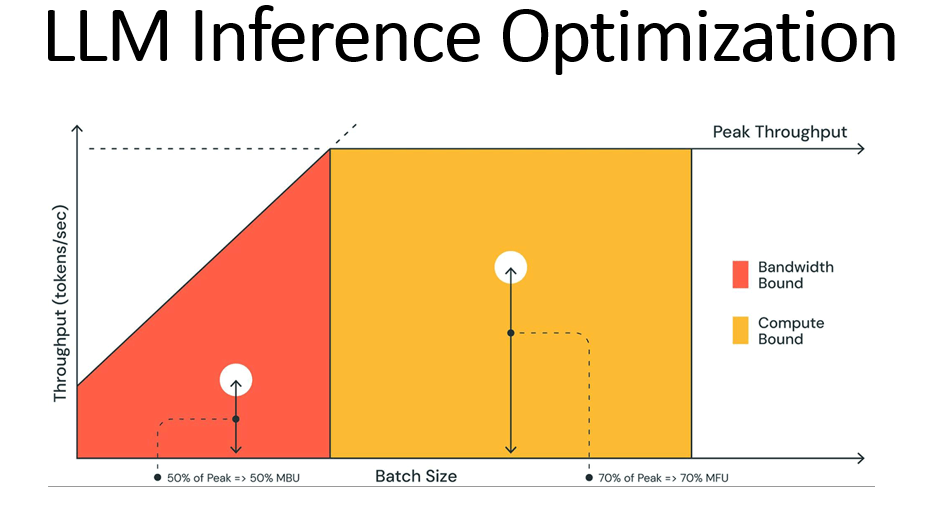 LLM Inference Optimization
Peak Throughput
Throughput (tokens/sec)
Bandwidth
Bound
Compute
Bound
Batch Size
50% of Peak => 50% MBU
70% of Peak => 70% MFU